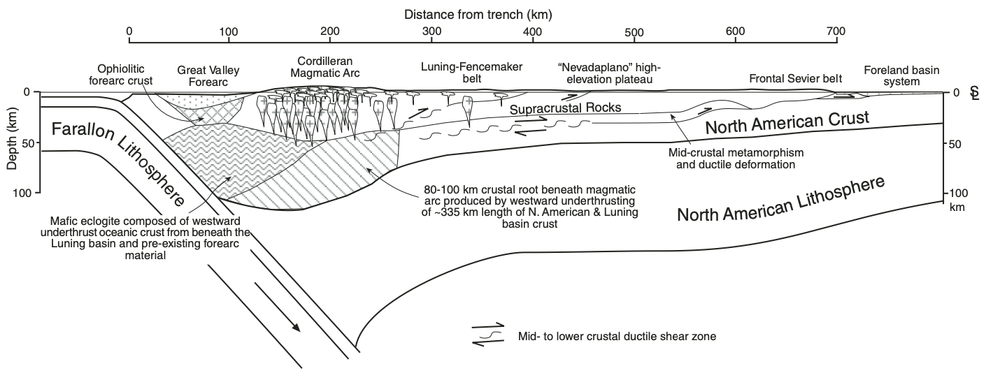 Distance from trench (km)
0 100 200 300 400 500 600 700
Ophiolitic
forearc crust
Great Valley
Forearc
Cordilleran
Magmatic Arc
Luning-Fencemaker
belt
“Nevadaplano” high-
elevation plateau
Frontal Sevier belt
Foreland basin
system
Depth (km)
0
50
100
0
50
100
km
SL
Farallon Lithosphere
Supracrustal Rocks
North American Crust
Mid-crustal metamorphism
and ductile deformation
North American Lithosphere
80-100 km crustal root beneath magmatic
arc produced by westward underthrusting
of ~335 km length of N. American & Luning
basin crust
Mafic eclogite composed of westward
underthrust oceanic crust from beneath the
Luning basin and pre-existing forearc
material
Mid- to lower crustal ductile shear zone